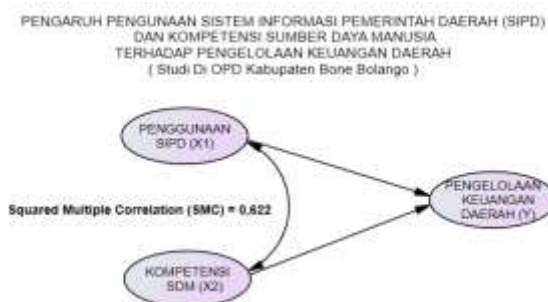 PENGARUH PENGUNAAN SISTEM INFORMASI PEMERINTAH DAERAH (SIPD)
DAN KOMPETENSI SUMBER DAYA MANUSIA
TERHADAP PENGELOLAAN KEUANGAN DAERAH
( Studi Di OPD Kabupaten Bone Bolango )
PENGGUNAAN
SIPD (X1)
PENGELOLAAN
KEUANGAN
DAERAH (Y)
Squared Multiple Correlation (SMC) = 0,622
KOMPETENSI
SDM (X2)